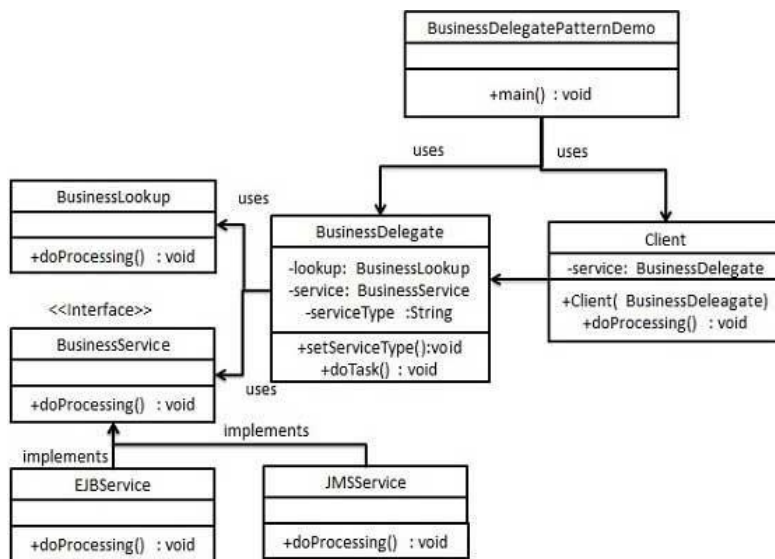 BusinessDelegatePatternDemo
+main() : void
uses
uses
BusinessLookup
+doProcessing() : void
uses
BusinessDelegate
-lookup: BusinessLookup
-service: BusinessService
-serviceType :String
+setServiceType():void
+doTask() : void
Client
-service: BusinessDelegate
+Client( BusinessDeleagate)
+doProcessing() : void
<<Interface>>
BusinessService
+doProcessing() : void
uses
implements
implements
EJBService
+doProcessing() : void
JMSService
+doProcessing() : void